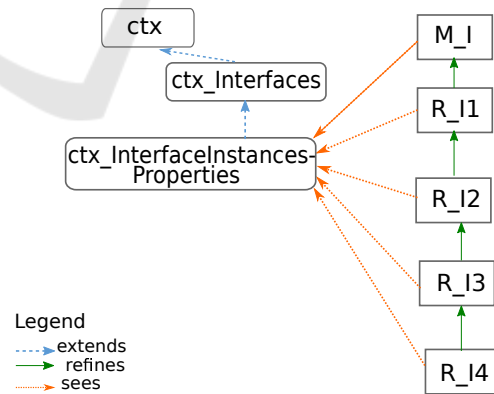 ctx
M_I
ctx_Interfaces
R_I1
ctx_InterfaceInstances-
Properties
R_I2
R_I3
Legend
extends
refines
sees
R_I4